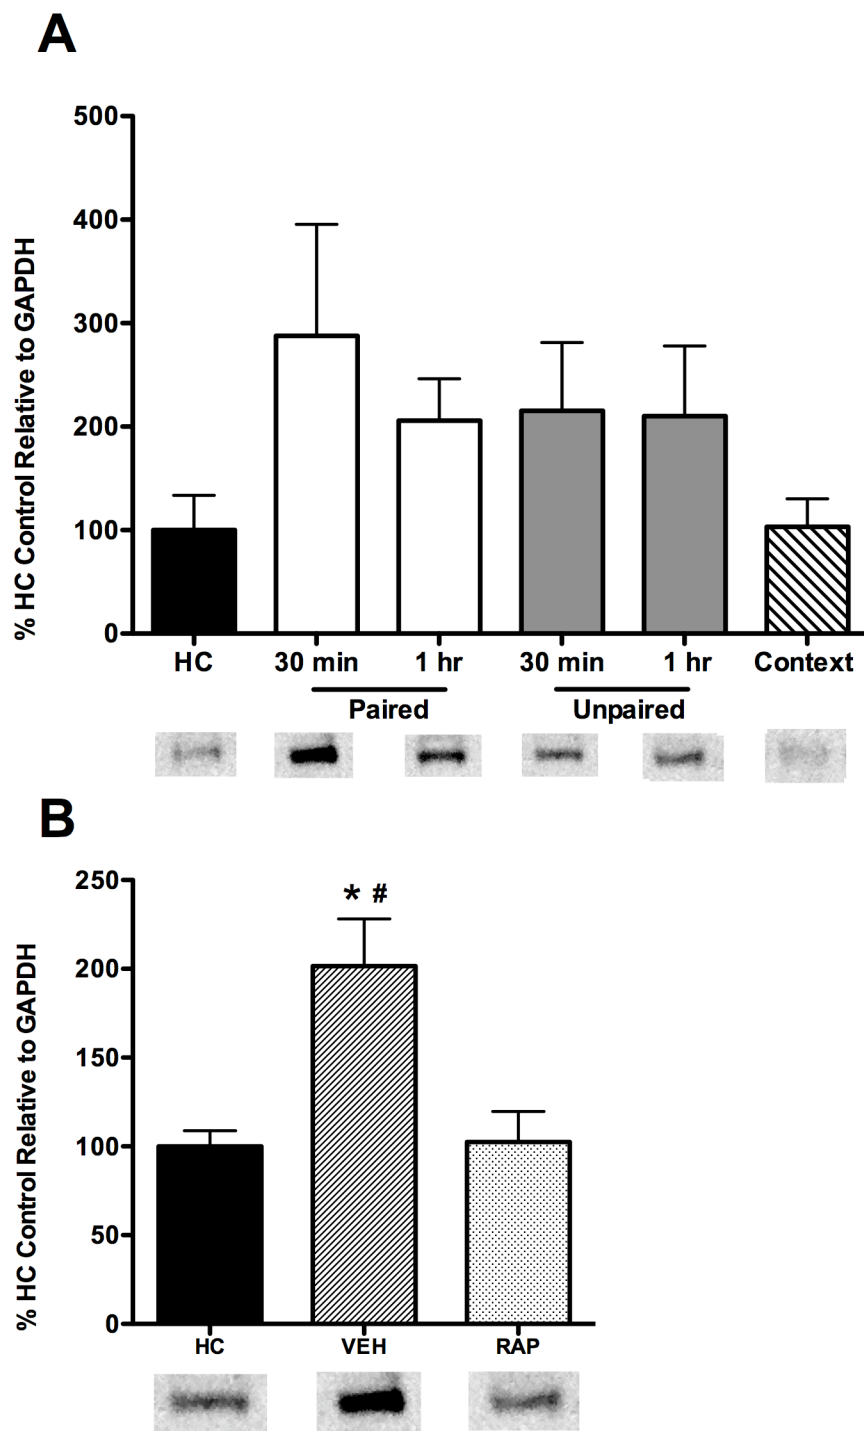 A
500
400
300
200
100
0
% HC Control Relative to GAPDH
HC 30 min 1 hr 30 min 1 hr Context
Paired Unpaired
B
250
200
150
100
50
0
% HC Control Relative to GAPDH
* #
HC VEH RAP